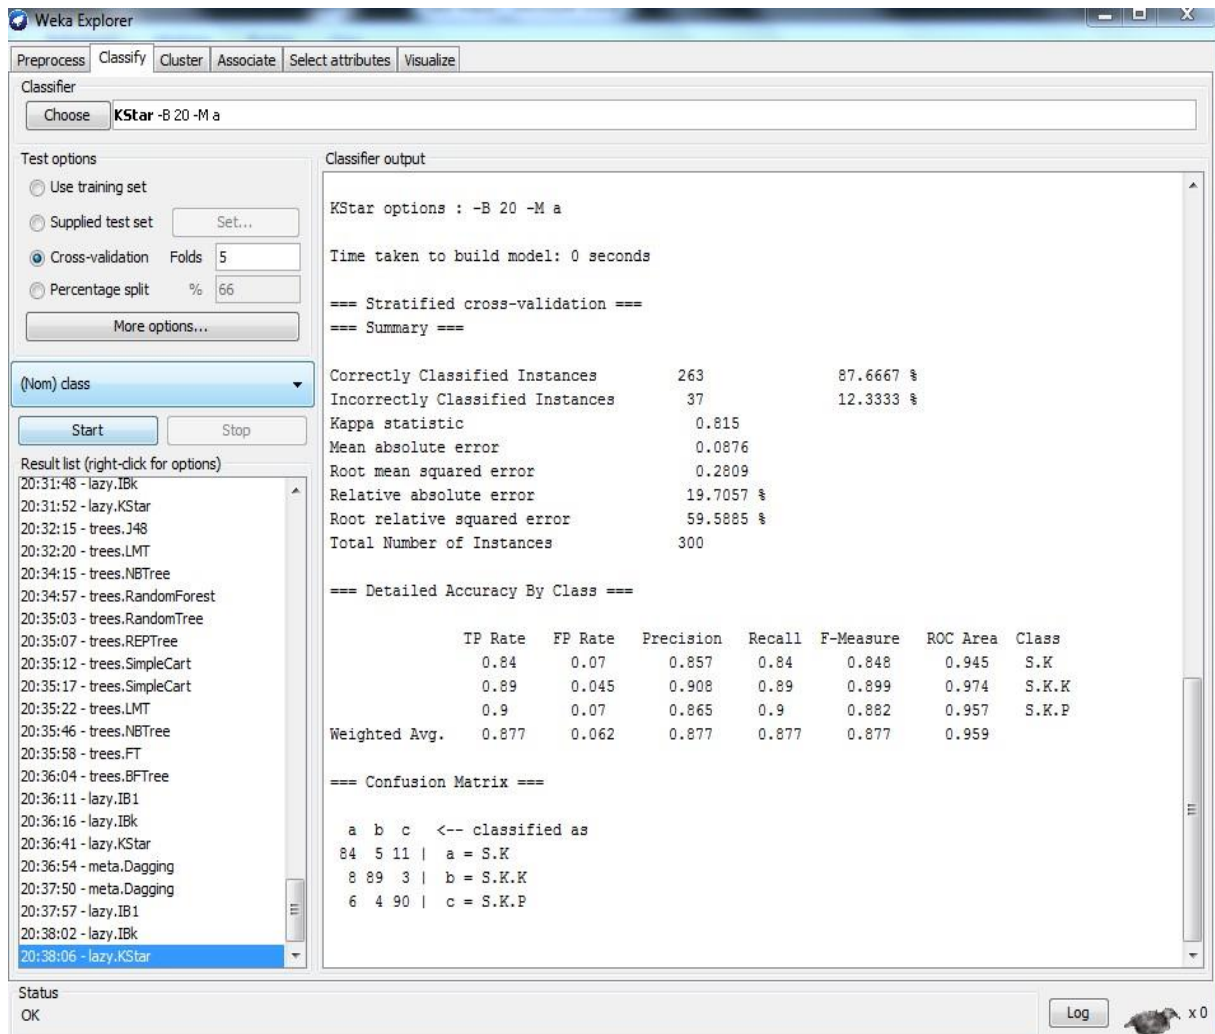 Weka Explorer
Preprocess Classify Cluster Associate Select attributes Visualize
Classifier
Choose KStar -B 20 -M a
Test options
Use training set
Supplied test set Set...
Cross-validation Folds 5
Percentage split % 66
More options...
(Nom) class
Start Stop
Result list (right-click for options)
20:31:48 - lazy.IBk
20:31:52 - lazy.KStar
20:32:15 - trees.J48
20:32:20 - trees.LMT
20:34:15 - trees.NBTree
20:34:57 - trees.RandomForest
20:35:03 - trees.RandomTree
20:35:07 - trees.REPTree
20:35:12 - trees.SimpleCart
20:35:17 - trees.SimpleCart
20:35:22 - trees.LMT
20:35:46 - trees.NBTree
20:35:58 - trees.FT
20:36:04 - trees.BFTree
20:36:11 - lazy.IB1
20:36:16 - lazy.IBk
20:36:41 - lazy.KStar
20:36:54 - meta.Dagging
20:37:50 - meta.Dagging
20:37:57 - lazy.IB1
20:38:02 - lazy.IBk
20:38:06 - lazy.KStar
Classifier output
KStar options : -B 20 -M a
Time taken to build model: 0 seconds
=== Stratified cross-validation ===
=== Summary ===
Correctly Classified Instances 263 87.6667 %
Incorrectly Classified Instances 37 12.3333 %
Kappa statistic 0.815
Mean absolute error 0.0876
Root mean squared error 0.2809
Relative absolute error 19.7057 %
Root relative squared error 59.5885 %
Total Number of Instances 300
=== Detailed Accuracy By Class ===
TP Rate FP Rate Precision Recall F-Measure ROC Area Class
0.84 0.07 0.857 0.84 0.848 0.945 S.K
0.89 0.045 0.908 0.89 0.899 0.974 S.K.K
0.9 0.07 0.865 0.9 0.882 0.957 S.K.P
Weighted Avg. 0.877 0.062 0.877 0.877 0.877 0.959
=== Confusion Matrix ===
a b c <-- classified as
84 5 11 | a = S.K
8 89 3 | b = S.K.K
6 4 90 | c = S.K.P
Status
OK
Log x 0